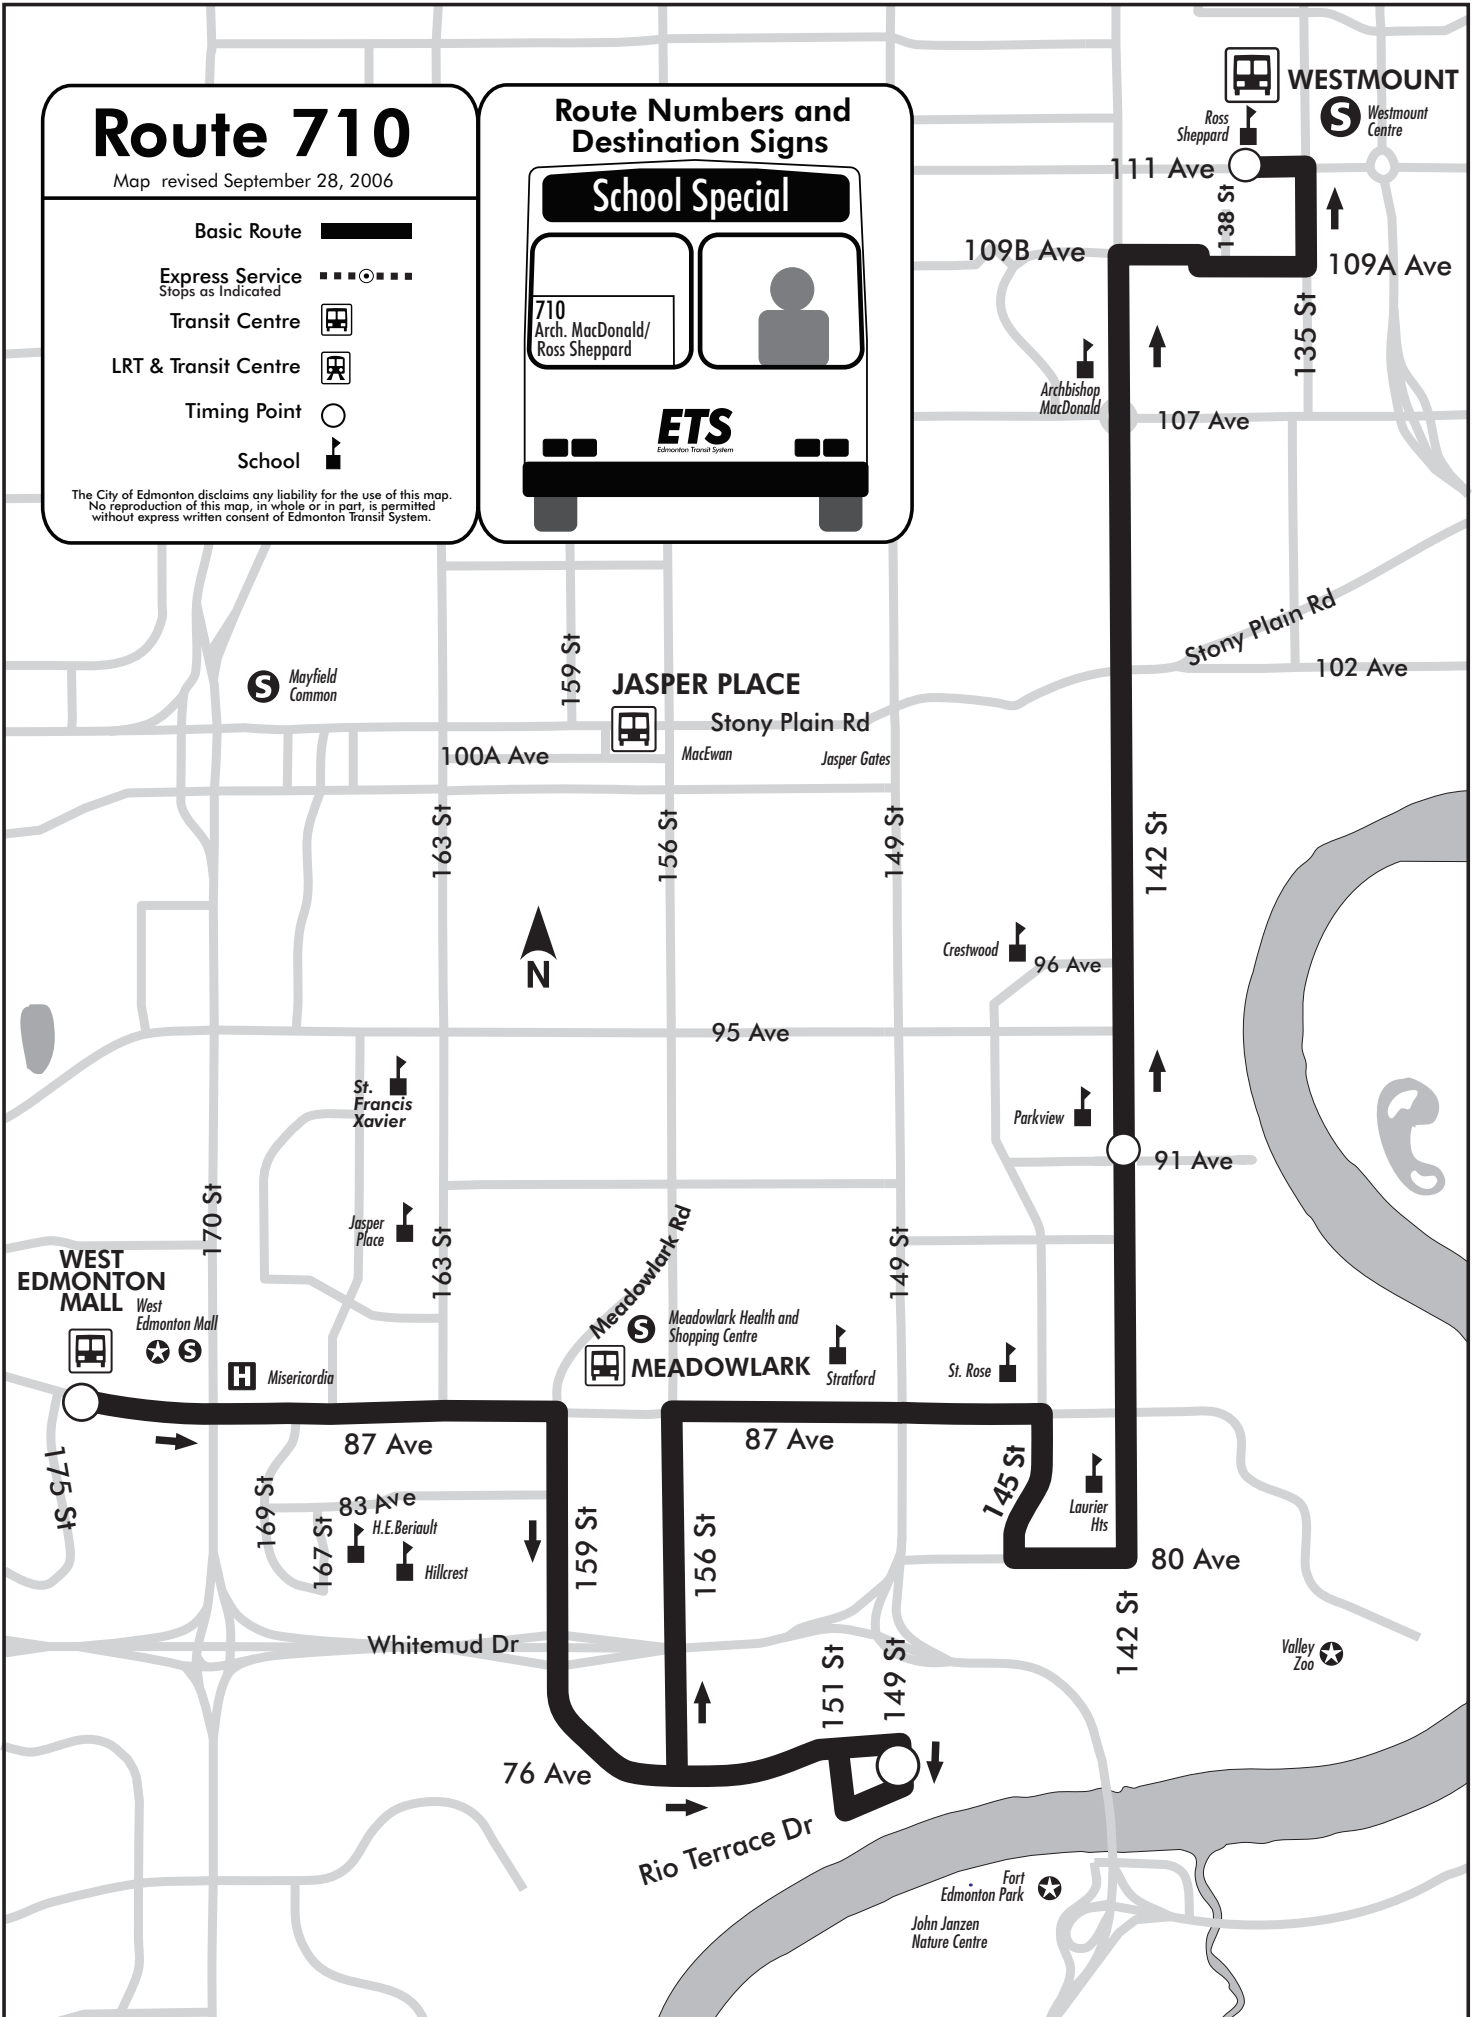 Route 710
Map revised September 28, 2006
Basic Route
Express Service
Stops as Indicated
Transit Centre
LRT & Transit Centre
Timing Point
School
The City of Edmonton disclaims any liability for the use of this map.
No reproduction of this map, in whole or in part, is permitted
without express written consent of Edmonton Transit System.
Route Numbers and
Destination Signs
School Special
710
Arch. MacDonald/
Ross Sheppard
ETS
Edmonton Transit System
WESTMOUNT
S
Westmount
Centre
Ross
Sheppard
111 Ave
138 St
109B Ave
109A Ave
135 St
Archbishop
MacDonald
107 Ave
Stony Plain Rd
102 Ave
159 St
S
Mayfield
Common
JASPER PLACE
Stony Plain Rd
100A Ave
MacEwan
Jasper Gates
163 St
156 St
149 St
142 St
N
Crestwood
96 Ave
95 Ave
St.
Francis
Xavier
Parkview
91 Ave
170 St
Jasper
Place
163 St
Meadowlark Rd
149 St
WEST
EDMONTON
MALL
West
Edmonton Mall
S
H
Misericordia
S
Meadowlark Health and
Shopping Centre
MEADOWLARK
Stratford
St. Rose
87 Ave
87 Ave
175 St
169 St
167 St
83 Ave
H.E.Beriault
Hillcrest
159 St
156 St
145 St
Laurier
Hts
80 Ave
142 St
Whitemud Dr
151 St
149 St
Valley
Zoo
76 Ave
Rio Terrace Dr
Fort
Edmonton Park
John Janzen
Nature Centre